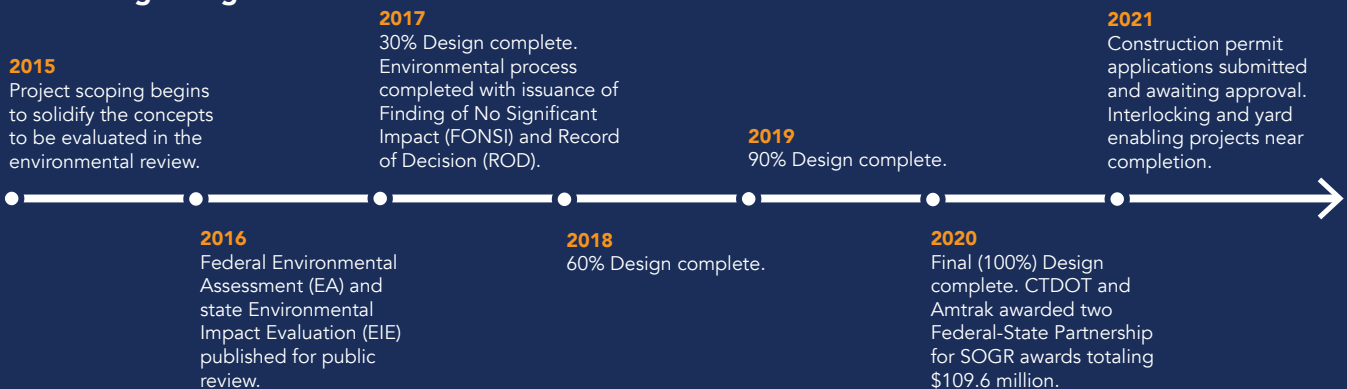 2015
Project scoping begins
to solidify the concepts
to be evaluated in the
environmental review.
2016
Federal Environmental
Assessment (EA) and
state Environmental
Impact Evaluation (EIE)
published for public
review.
2017
30% Design complete.
Environmental process
completed with issuance of
Finding of No Significant
Impact (FONSI) and Record
of Decision (ROD).
2018
60% Design complete.
2019
90% Design complete.
2020
Final (100%) Design
complete. CTDOT and
Amtrak awarded two
Federal-State Partnership
for SOGR awards totaling
$109.6 million.
2021
Construction permit
applications submitted
and awaiting approval.
Interlocking and yard
enabling projects near
completion.